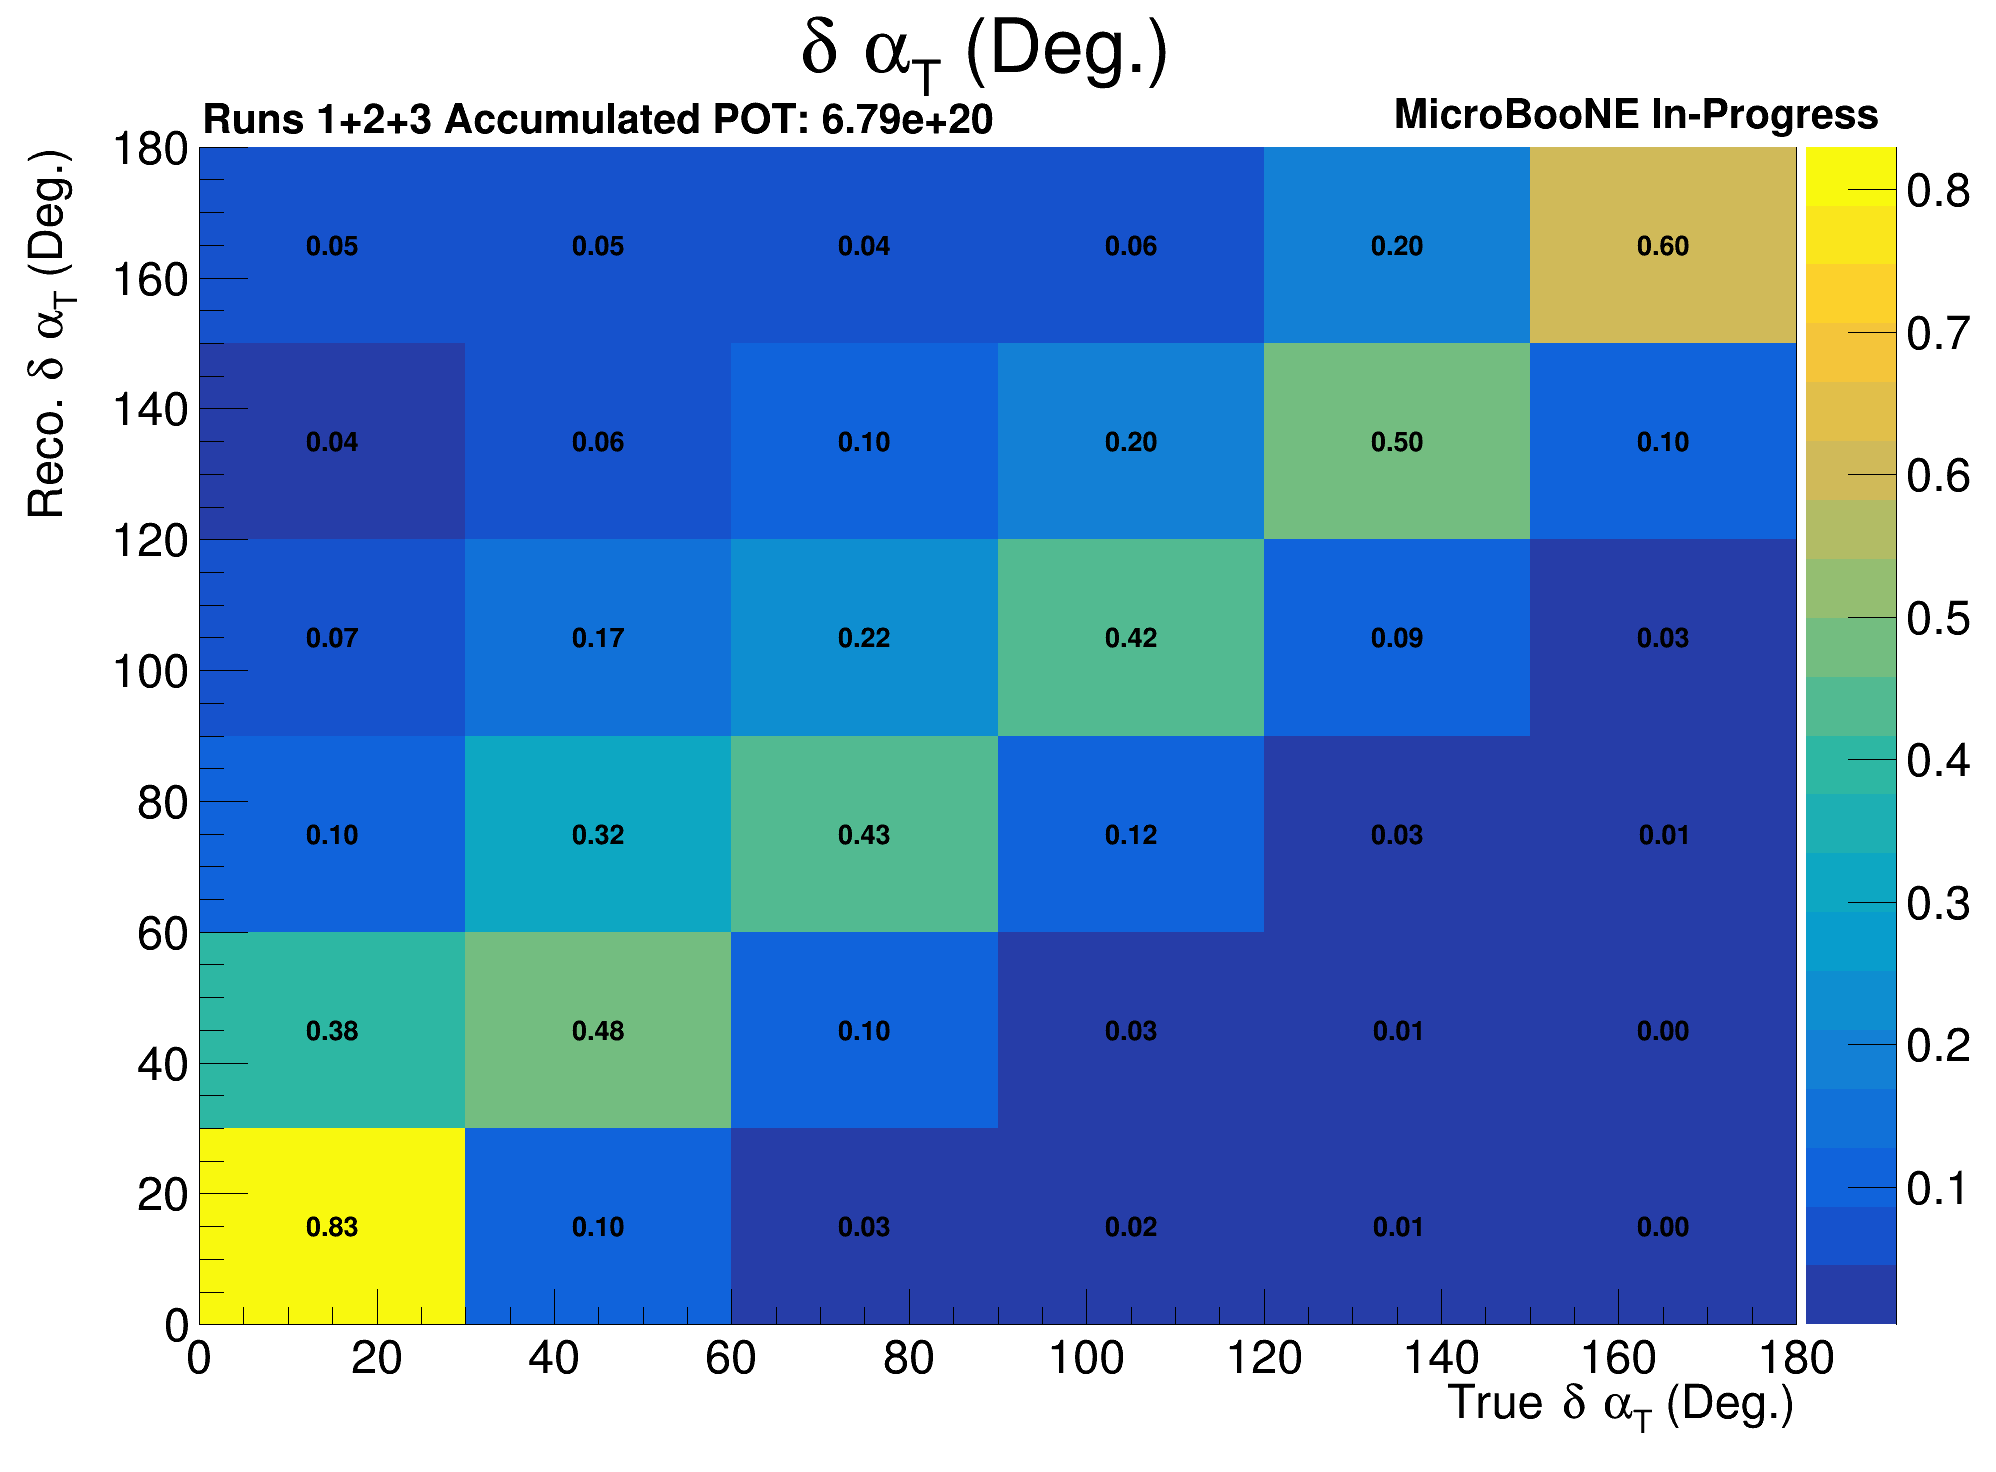 δ α_T (Deg.)
Runs 1+2+3 Accumulated POT: 6.79e+20
MicroBooNE In-Progress
Reco. δ α_T (Deg.)
180
160
140
120
100
80
60
40
20
0
0.05 0.05 0.04 0.06 0.20 0.60
0.04 0.06 0.10 0.20 0.50 0.10
0.07 0.17 0.22 0.42 0.09 0.03
0.10 0.32 0.43 0.12 0.03 0.01
0.38 0.48 0.10 0.03 0.01 0.00
0.83 0.10 0.03 0.02 0.01 0.00
0 20 40 60 80 100 120 140 160 180
True δ α_T (Deg.)
0.8
0.7
0.6
0.5
0.4
0.3
0.2
0.1